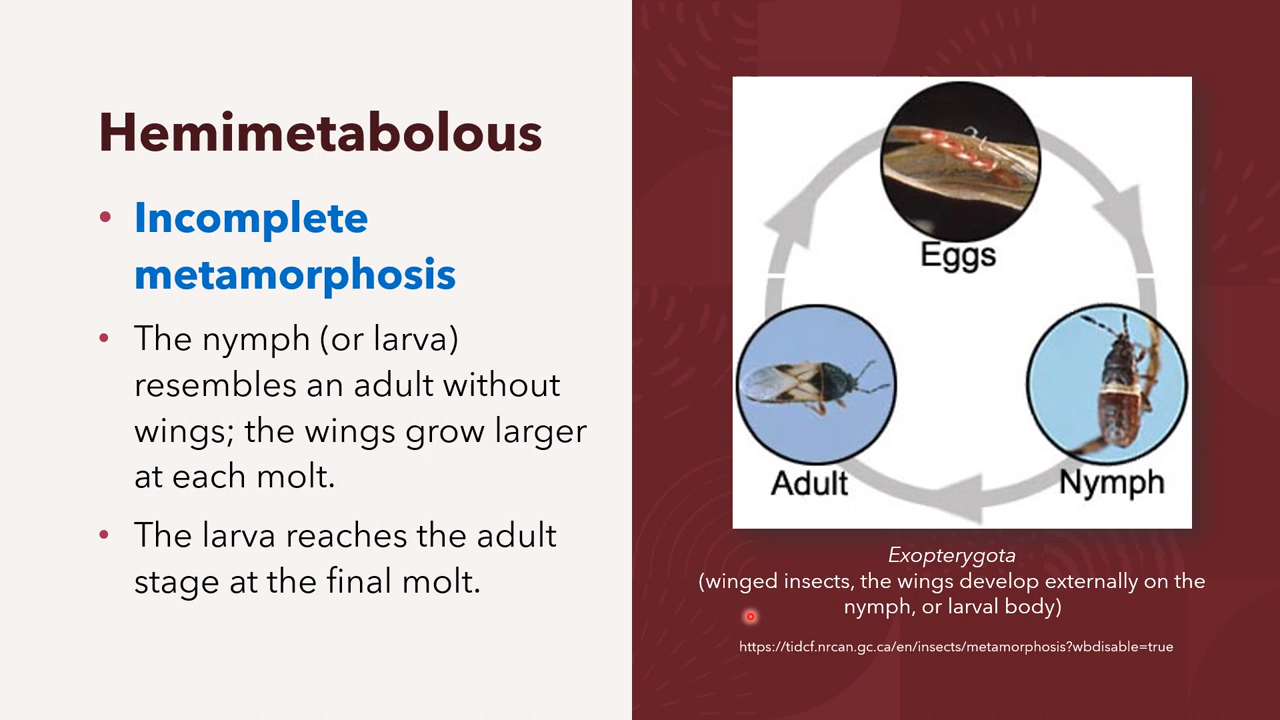 Hemimetabolous
• Incomplete
metamorphosis
• The nymph (or larva)
resembles an adult without
wings; the wings grow larger
at each molt.
• The larva reaches the adult
stage at the final molt.
Eggs
Adult
Nymph
Exopterygota
(winged insects, the wings develop externally on the
nymph, or larval body)
https://tidcf.nrcan.gc.ca/en/insects/metamorphosis?wbdisable=true